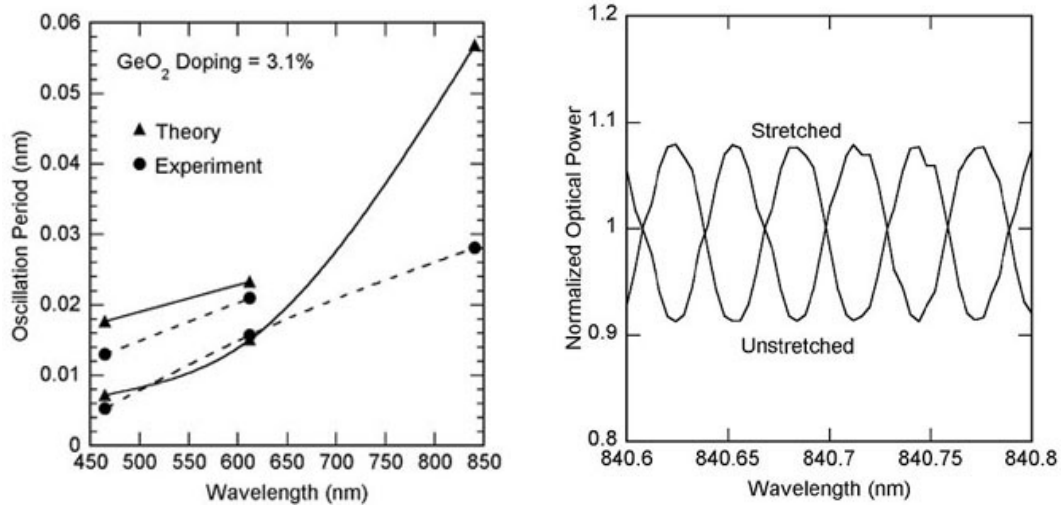 0.06
0.05
0.04
0.03
0.02
0.01
0
Oscillation Period (nm)
GeO2 Doping = 3.1%
Theory
Experiment
450 500 550 600 650 700 750 800 850
Wavelength (nm)
1.2
1.1
1
0.9
0.8
Normalized Optical Power
Stretched
Unstretched
840.6 840.65 840.7 840.75 840.8
Wavelength (nm)